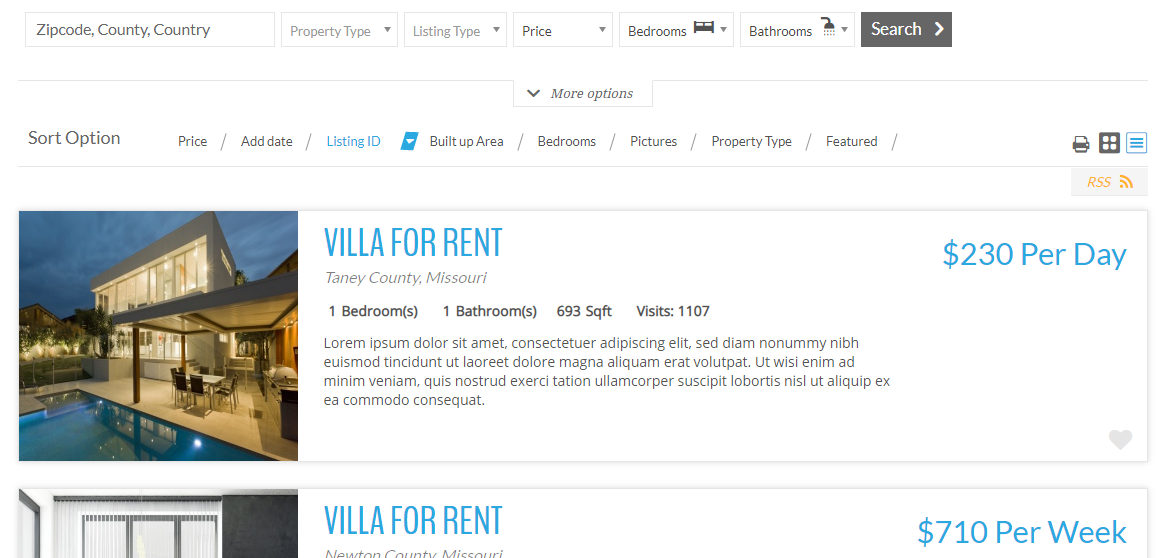 Zipcode, County, Country Property Type Listing Type Price Bedrooms Bathrooms Search
More options
Sort Option Price / Add date / Listing ID Built up Area / Bedrooms / Pictures / Property Type / Featured /
RSS
VILLA FOR RENT
$230 Per Day
Taney County, Missouri
1 Bedroom(s) 1 Bathroom(s) 693 Sqft Visits: 1107
Lorem ipsum dolor sit amet, consectetuer adipiscing elit, sed diam nonummy nibh
euismod tincidunt ut laoreet dolore magna aliquam erat volutpat. Ut wisi enim ad
minim veniam, quis nostrud exerci tation ullamcorper suscipit lobortis nisl ut aliquip ex
ea commodo consequat.
VILLA FOR RENT
$710 Per Week
Newton County, Missouri